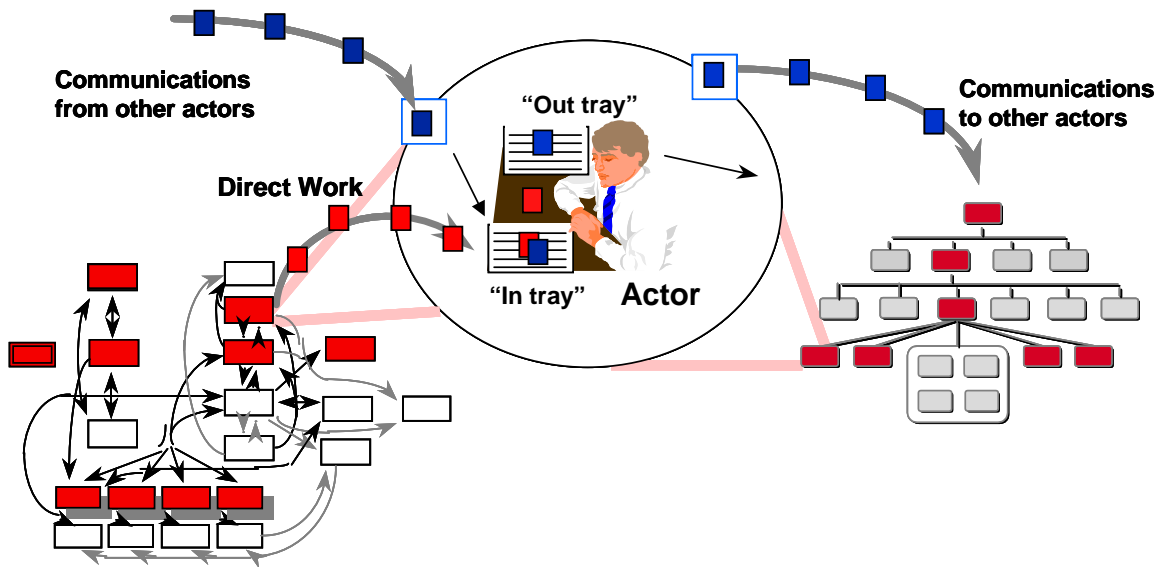 Communications
from other actors
“Out tray”
Communications
to other actors
Direct Work
“In tray”
Actor